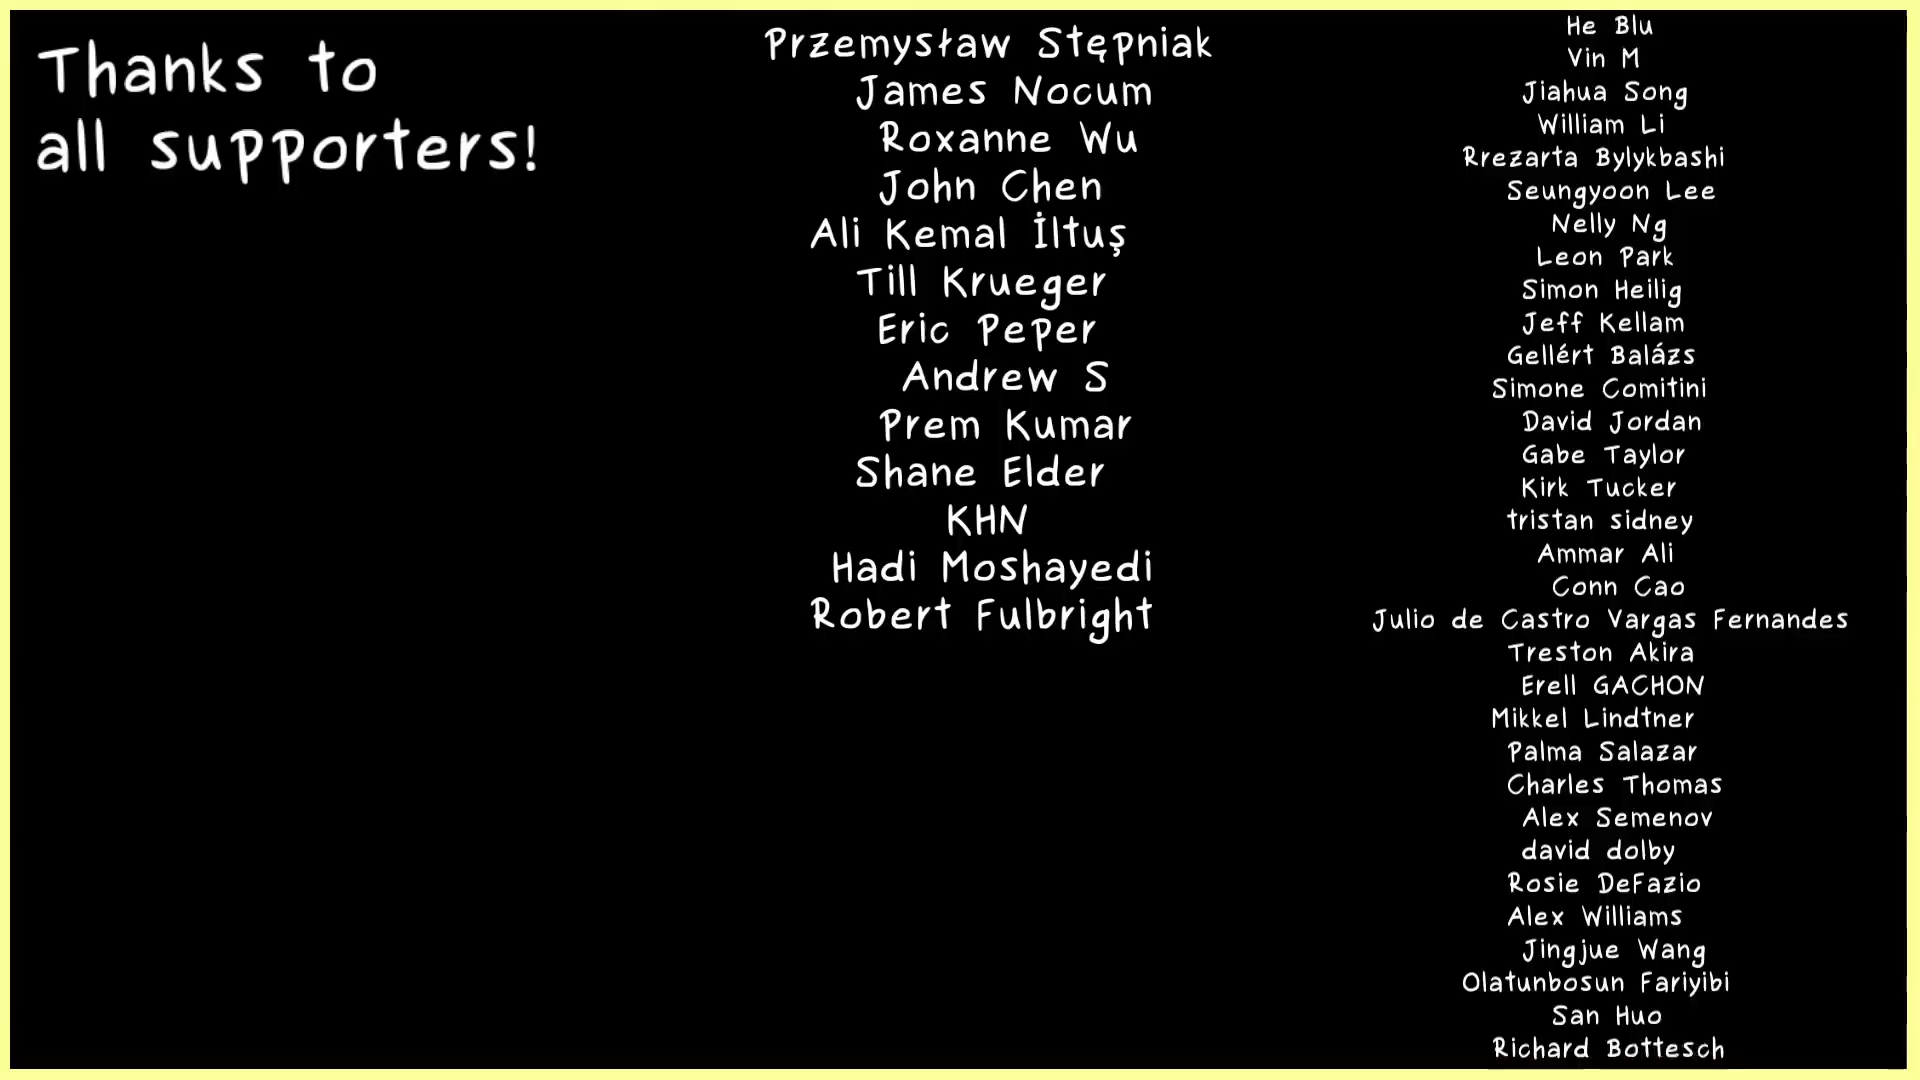 Thanks to
all supporters!
Przemysław Stępniak
James Nocum
Roxanne Wu
John Chen
Ali Kemal İltuş
Till Krueger
Eric Peper
Andrew S
Prem Kumar
Shane Elder
KHN
Hadi Moshayedi
Robert Fulbright
He Blu
Vin M
Jiahua Song
William Li
Rrezarta Bylykbashi
Seungyoon Lee
Nelly Ng
Leon Park
Simon Heilig
Jeff Kellam
Gellért Balázs
Simone Comitini
David Jordan
Gabe Taylor
Kirk Tucker
tristan sidney
Ammar Ali
Conn Cao
Julio de Castro Vargas Fernandes
Treston Akira
Erell GACHON
Mikkel Lindtner
Palma Salazar
Charles Thomas
Alex Semenov
david dolby
Rosie DeFazio
Alex Williams
Jingjue Wang
Olatunbosun Fariyibi
San Huo
Richard Bottesch